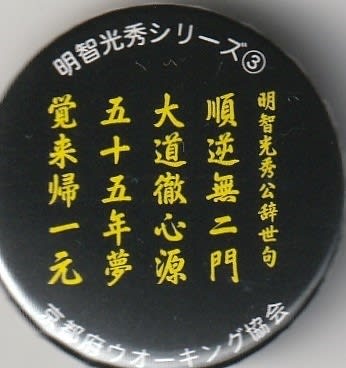 明智光秀シリーズ③
明智光秀公辞世句
順逆無二門
大道徹心源
五十五年夢
覚来帰一元
京都府ウオーキング協会